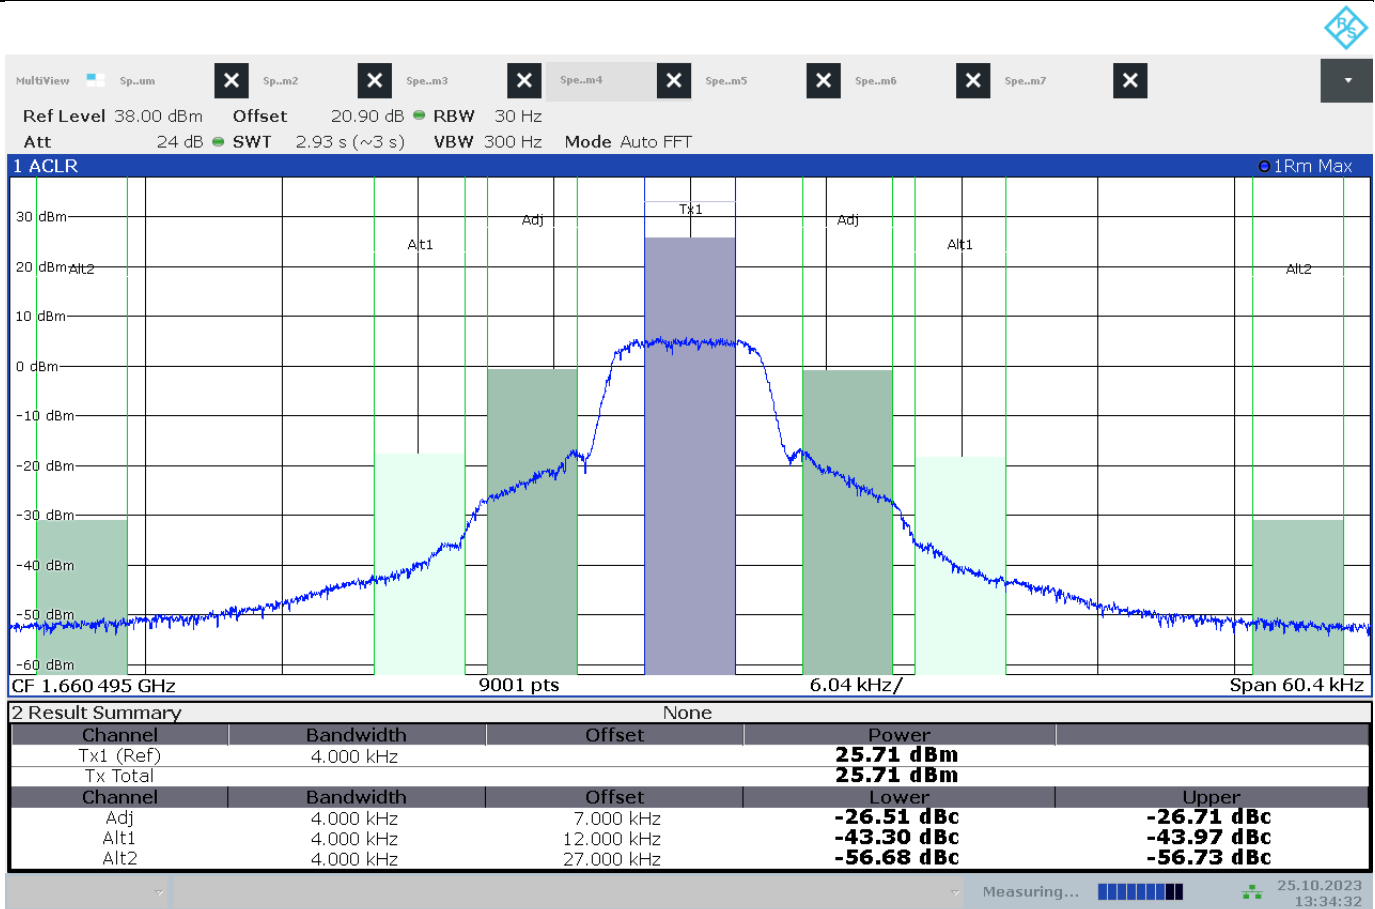 R&S
MultiView Sp..um Sp..m2 Spe..m3 Spe..m4 Spe..m5 Spe..m6 Spe..m7
Ref Level 38.00 dBm Offset 20.90 dB RBW 30 Hz
Att 24 dB SWT 2.93 s (~3 s) VBW 300 Hz Mode Auto FFT
1 ACLR 1Rm Max
30 dBm Adj Tx1 Adj
Alt1 Alt1
20 dBm Alt2 Alt2
10 dBm
0 dBm
-10 dBm
-20 dBm
-30 dBm
-40 dBm
-50 dBm
-60 dBm
CF 1.660 495 GHz 9001 pts 6.04 kHz/ Span 60.4 kHz
2 Result Summary None
Channel Bandwidth Offset Power
Tx1 (Ref) 4.000 kHz 25.71 dBm
Tx Total 25.71 dBm
Channel Bandwidth Offset Lower Upper
Adj 4.000 kHz 7.000 kHz -26.51 dBc -26.71 dBc
Alt1 4.000 kHz 12.000 kHz -43.30 dBc -43.97 dBc
Alt2 4.000 kHz 27.000 kHz -56.68 dBc -56.73 dBc
Measuring... 25.10.2023
13:34:32